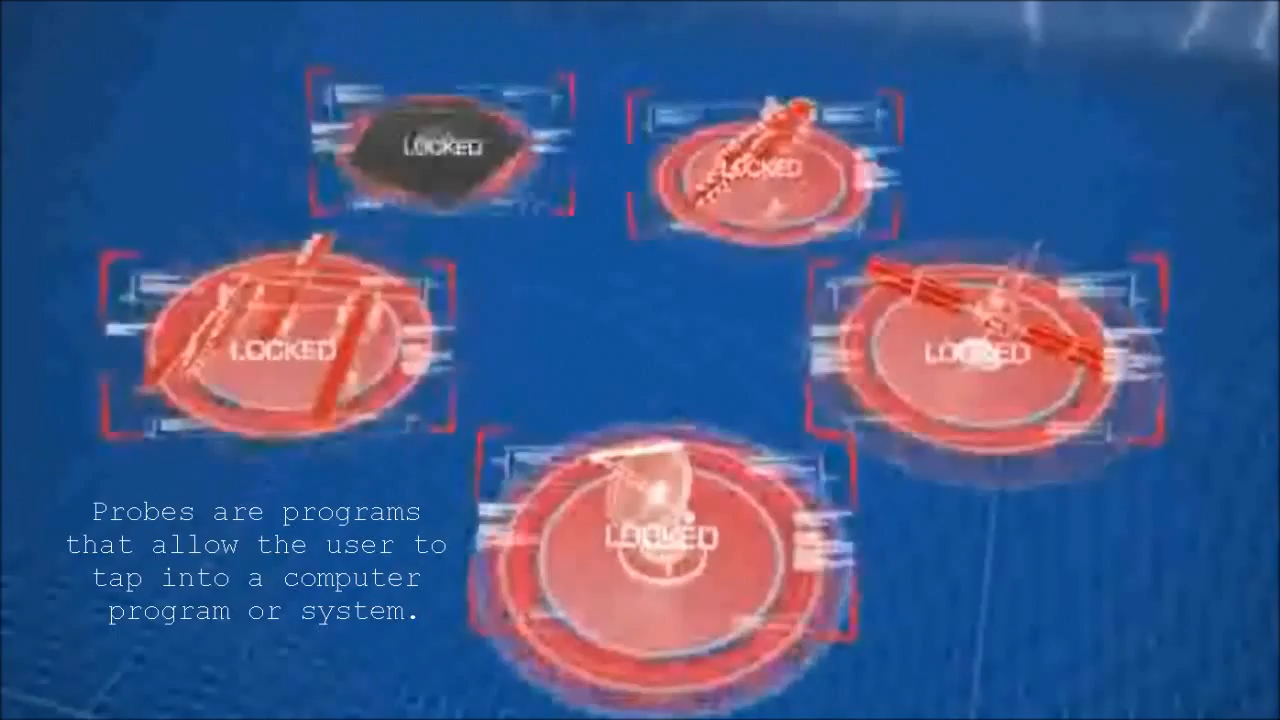 LOCKED
LOCKED
LOCKED
LOCKED
LOCKED
Probes are programs
that allow the user to
tap into a computer
program or system.